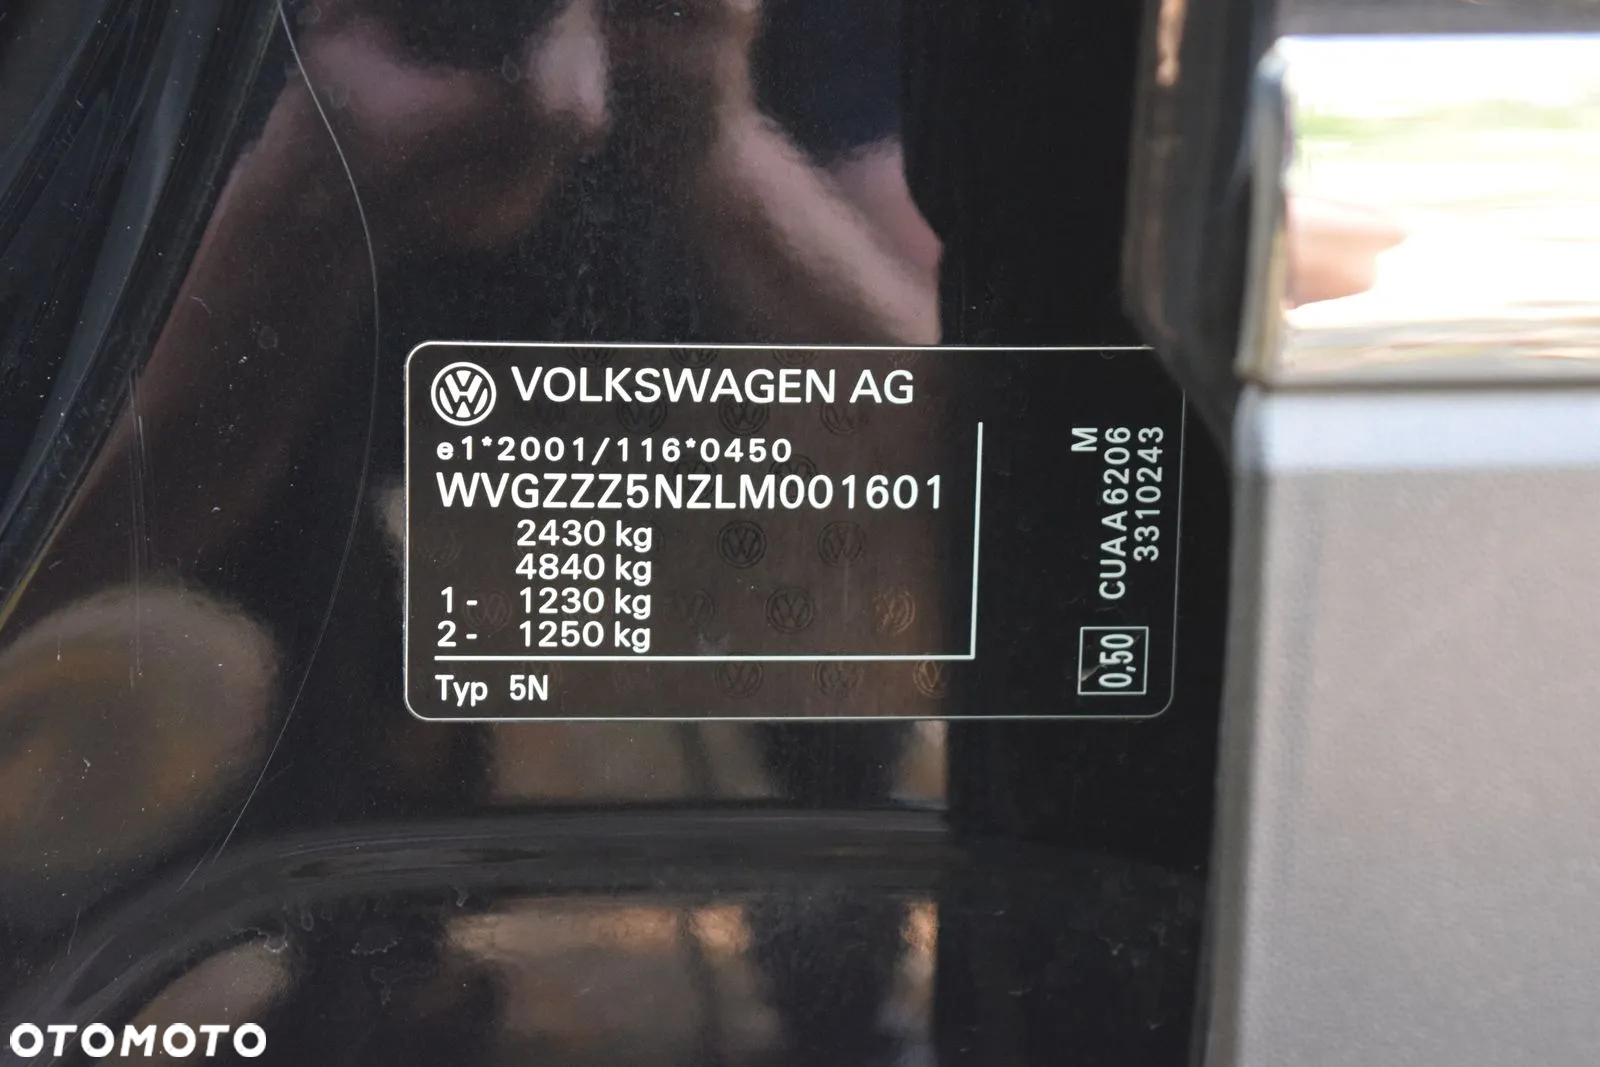 VOLKSWAGEN AG
e1*2001/116*0450
WVGZZZ5NZLM001601
2430 kg
4840 kg
1- 1230 kg
2- 1250 kg
Typ 5N
M
CUAA6206
3310243
0,50
OTOMOTO